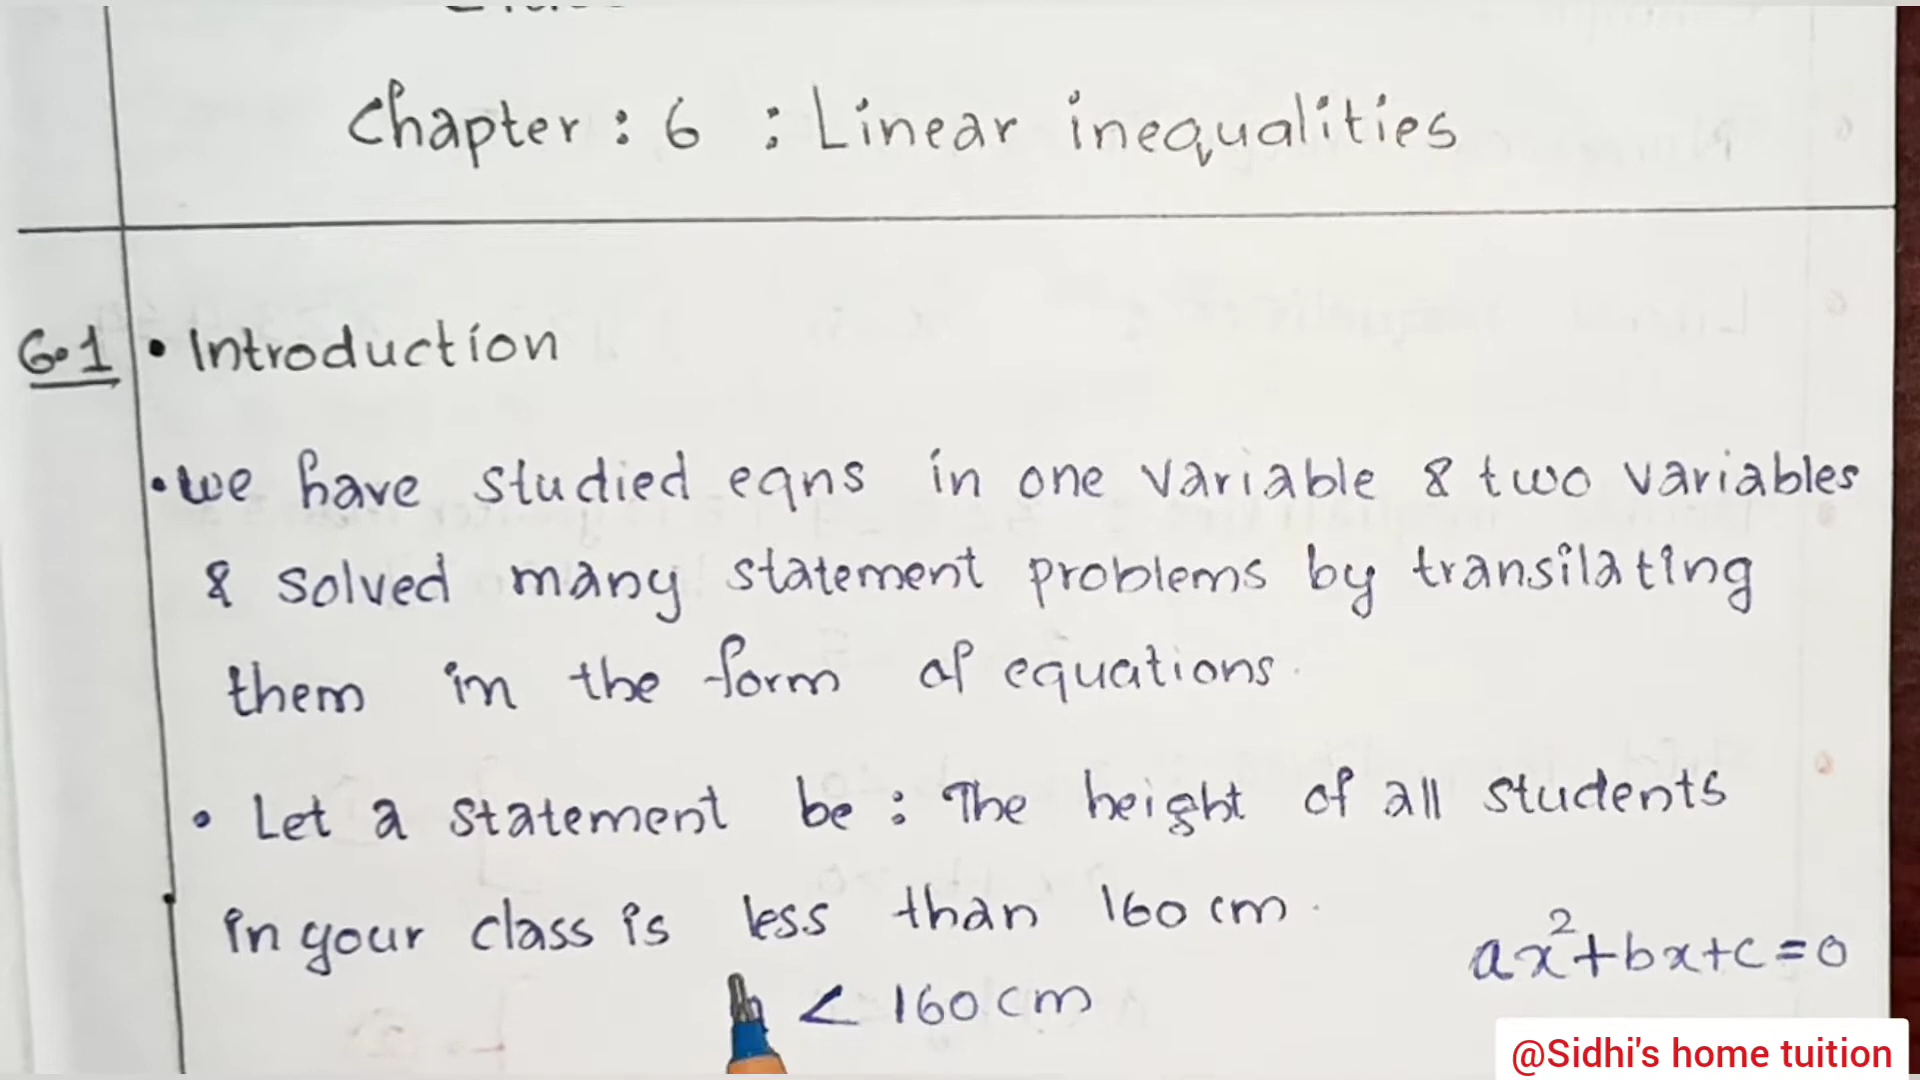 Chapter : 6 : Linear inequalities
6.1 • Introduction
• we have studied eqns in one variable & two variables
& solved many statement problems by transilating
them in the form of equations.
• Let a statement be : The height of all students
in your class is less than 160 cm.
ax²+bx+c=0
h < 160cm
@Sidhi's home tuition